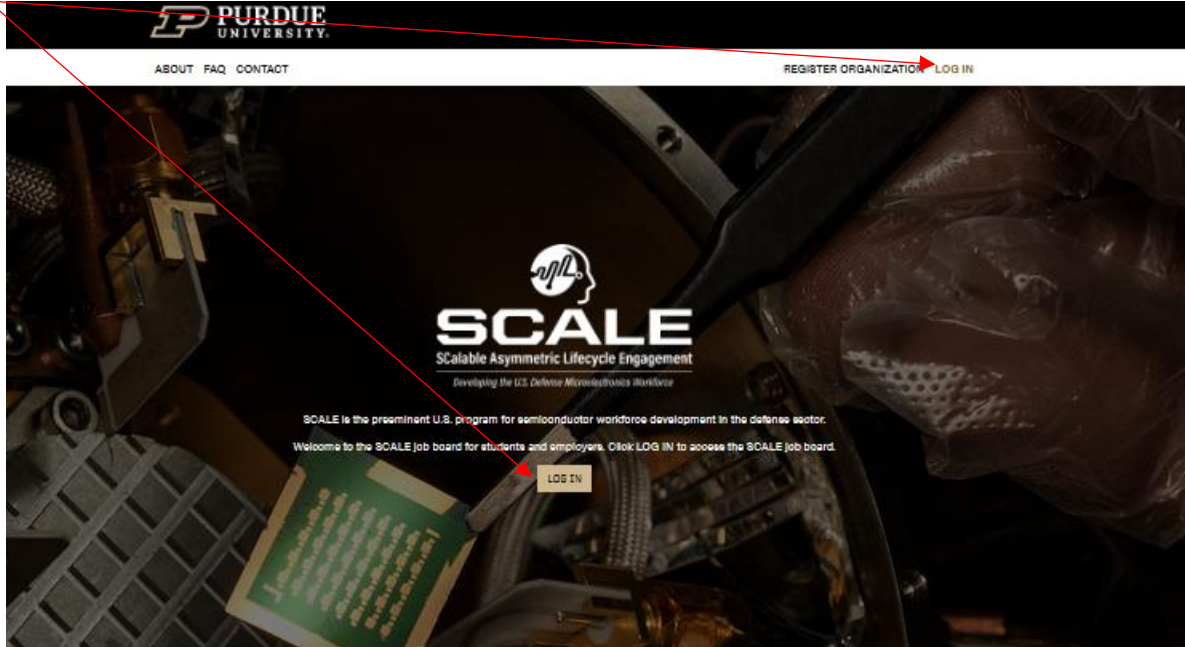 PURDUE
UNIVERSITY.
ABOUT FAQ CONTACT
REGISTER ORGANIZATION LOG IN
SCALE
SCalable Asymmetric Lifecycle Engagement
Developing the U.S. Defense Microelectronics Workforce
SCALE is the preeminent U.S. program for semiconductor workforce development in the defense sector.
Welcome to the SCALE job board for students and employers. Click LOG IN to access the SCALE job board.
LOG IN